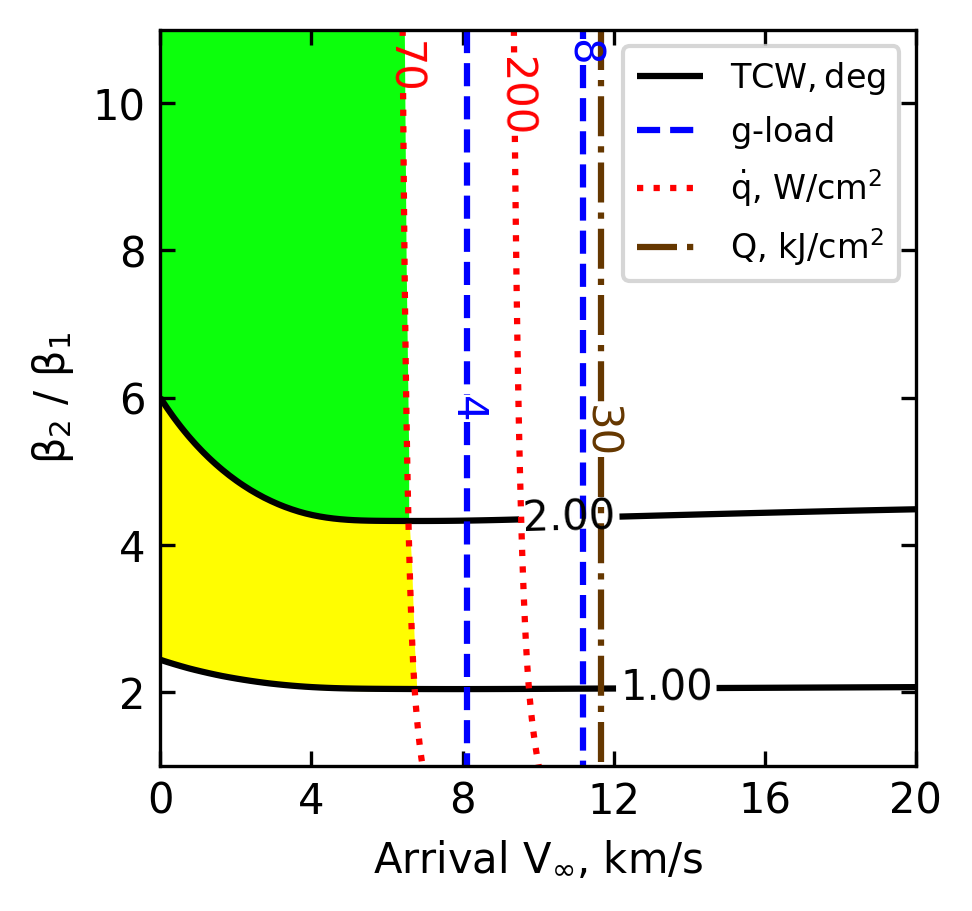 β₂ / β₁
10
8
6
4
2
70
200
8
4
30
2.00
1.00
TCW, deg
g-load
q̇, W/cm²
Q, kJ/cm²
0 4 8 12 16 20
Arrival V∞, km/s